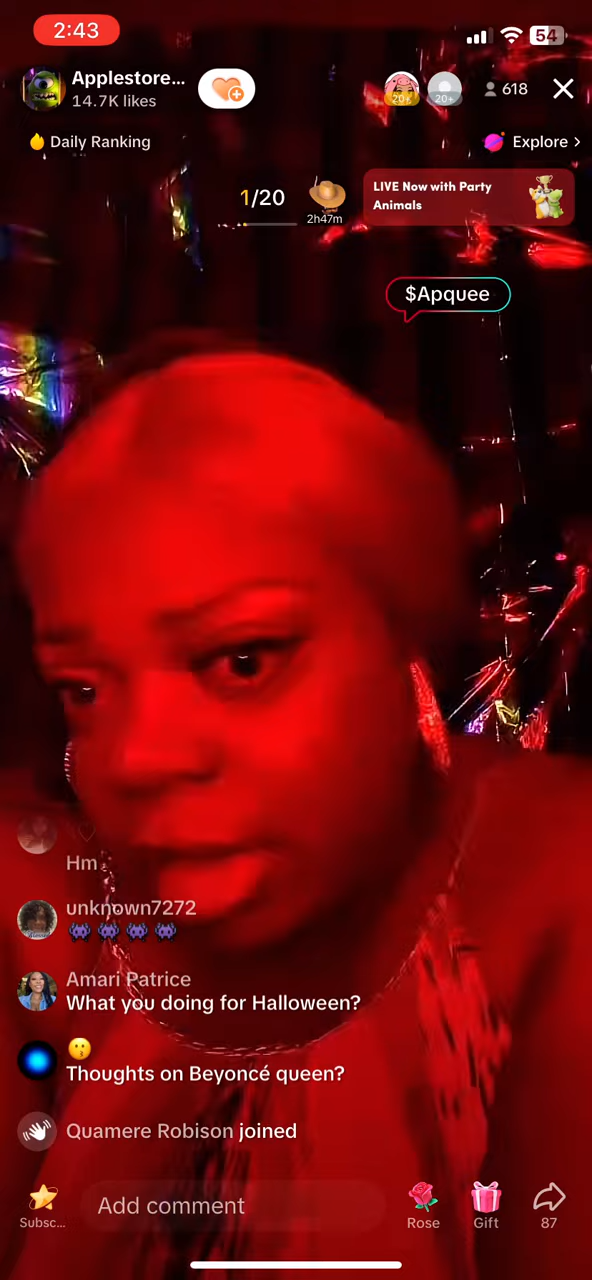 2:43
54
Applestore...
14.7K likes
20+
20+
618
Daily Ranking
Explore >
1/20
2h47m
LIVE Now with Party
Animals
$Apquee
Hm
unknown7272
Amari Patrice
What you doing for Halloween?
Thoughts on Beyoncé queen?
Quamere Robison joined
Subsc...
Add comment
Rose
Gift
87